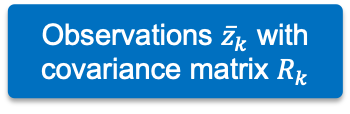 Observations z̄ₖ with
covariance matrix Rₖ